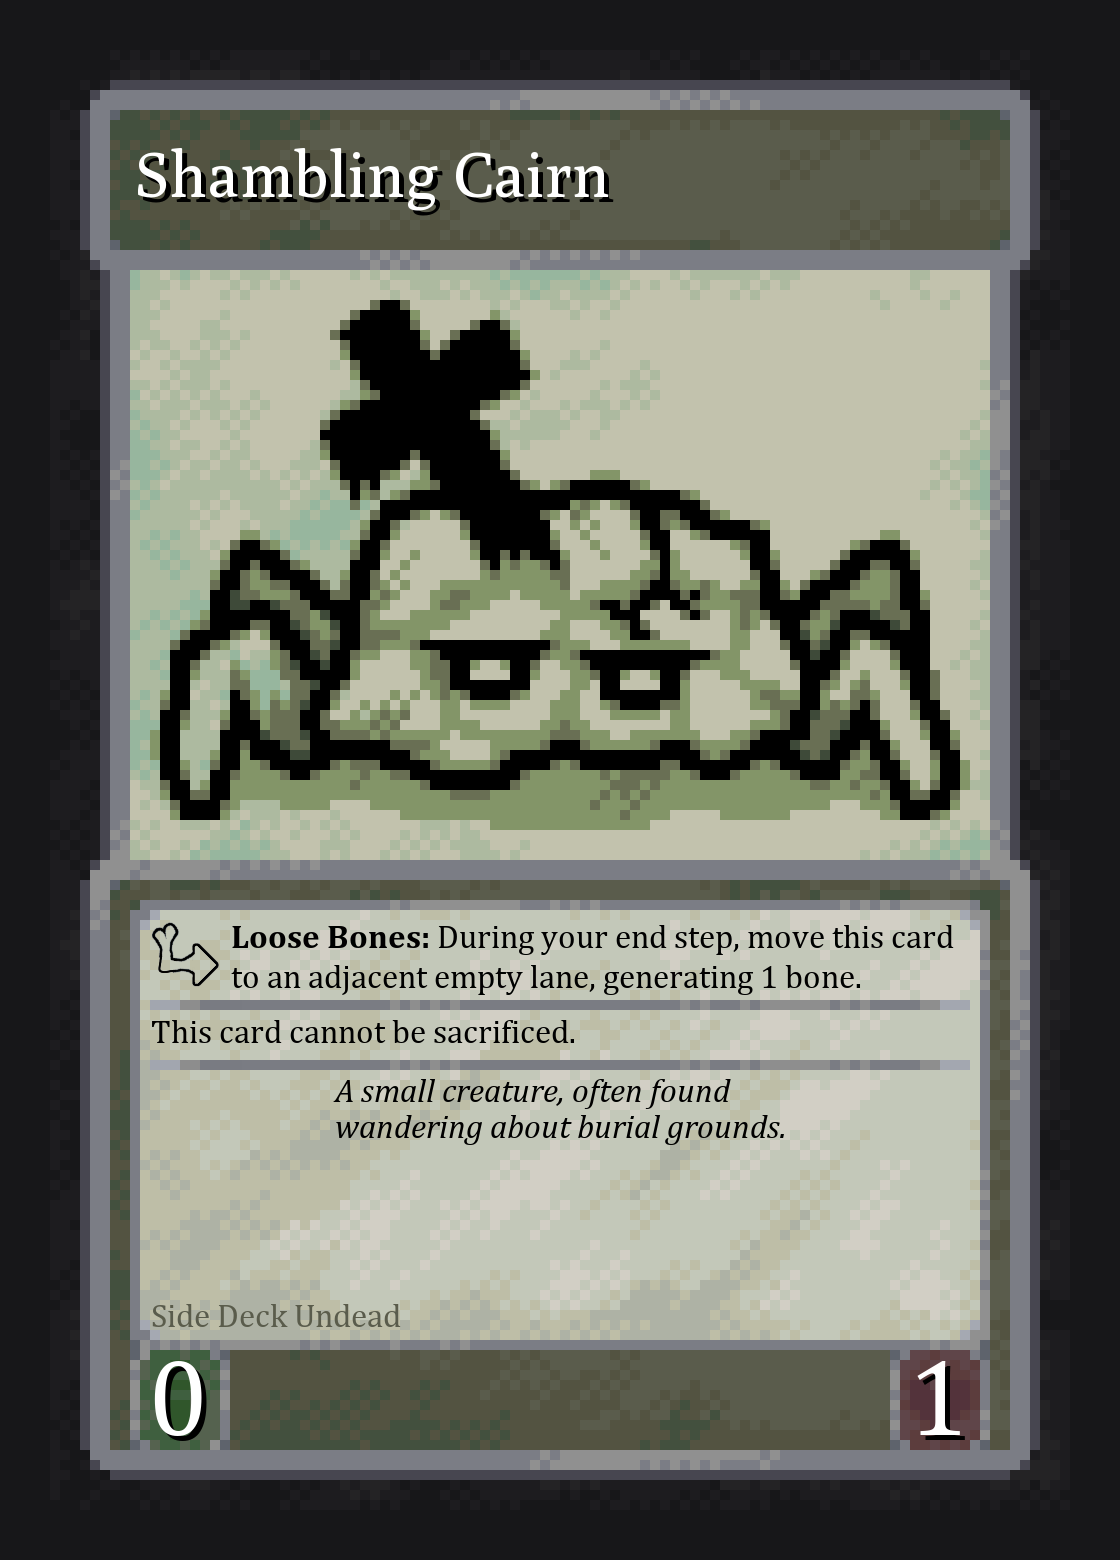 Shambling Cairn
Loose Bones: During your end step, move this card
to an adjacent empty lane, generating 1 bone.
This card cannot be sacrificed.
A small creature, often found
wandering about burial grounds.
Side Deck Undead
0
1